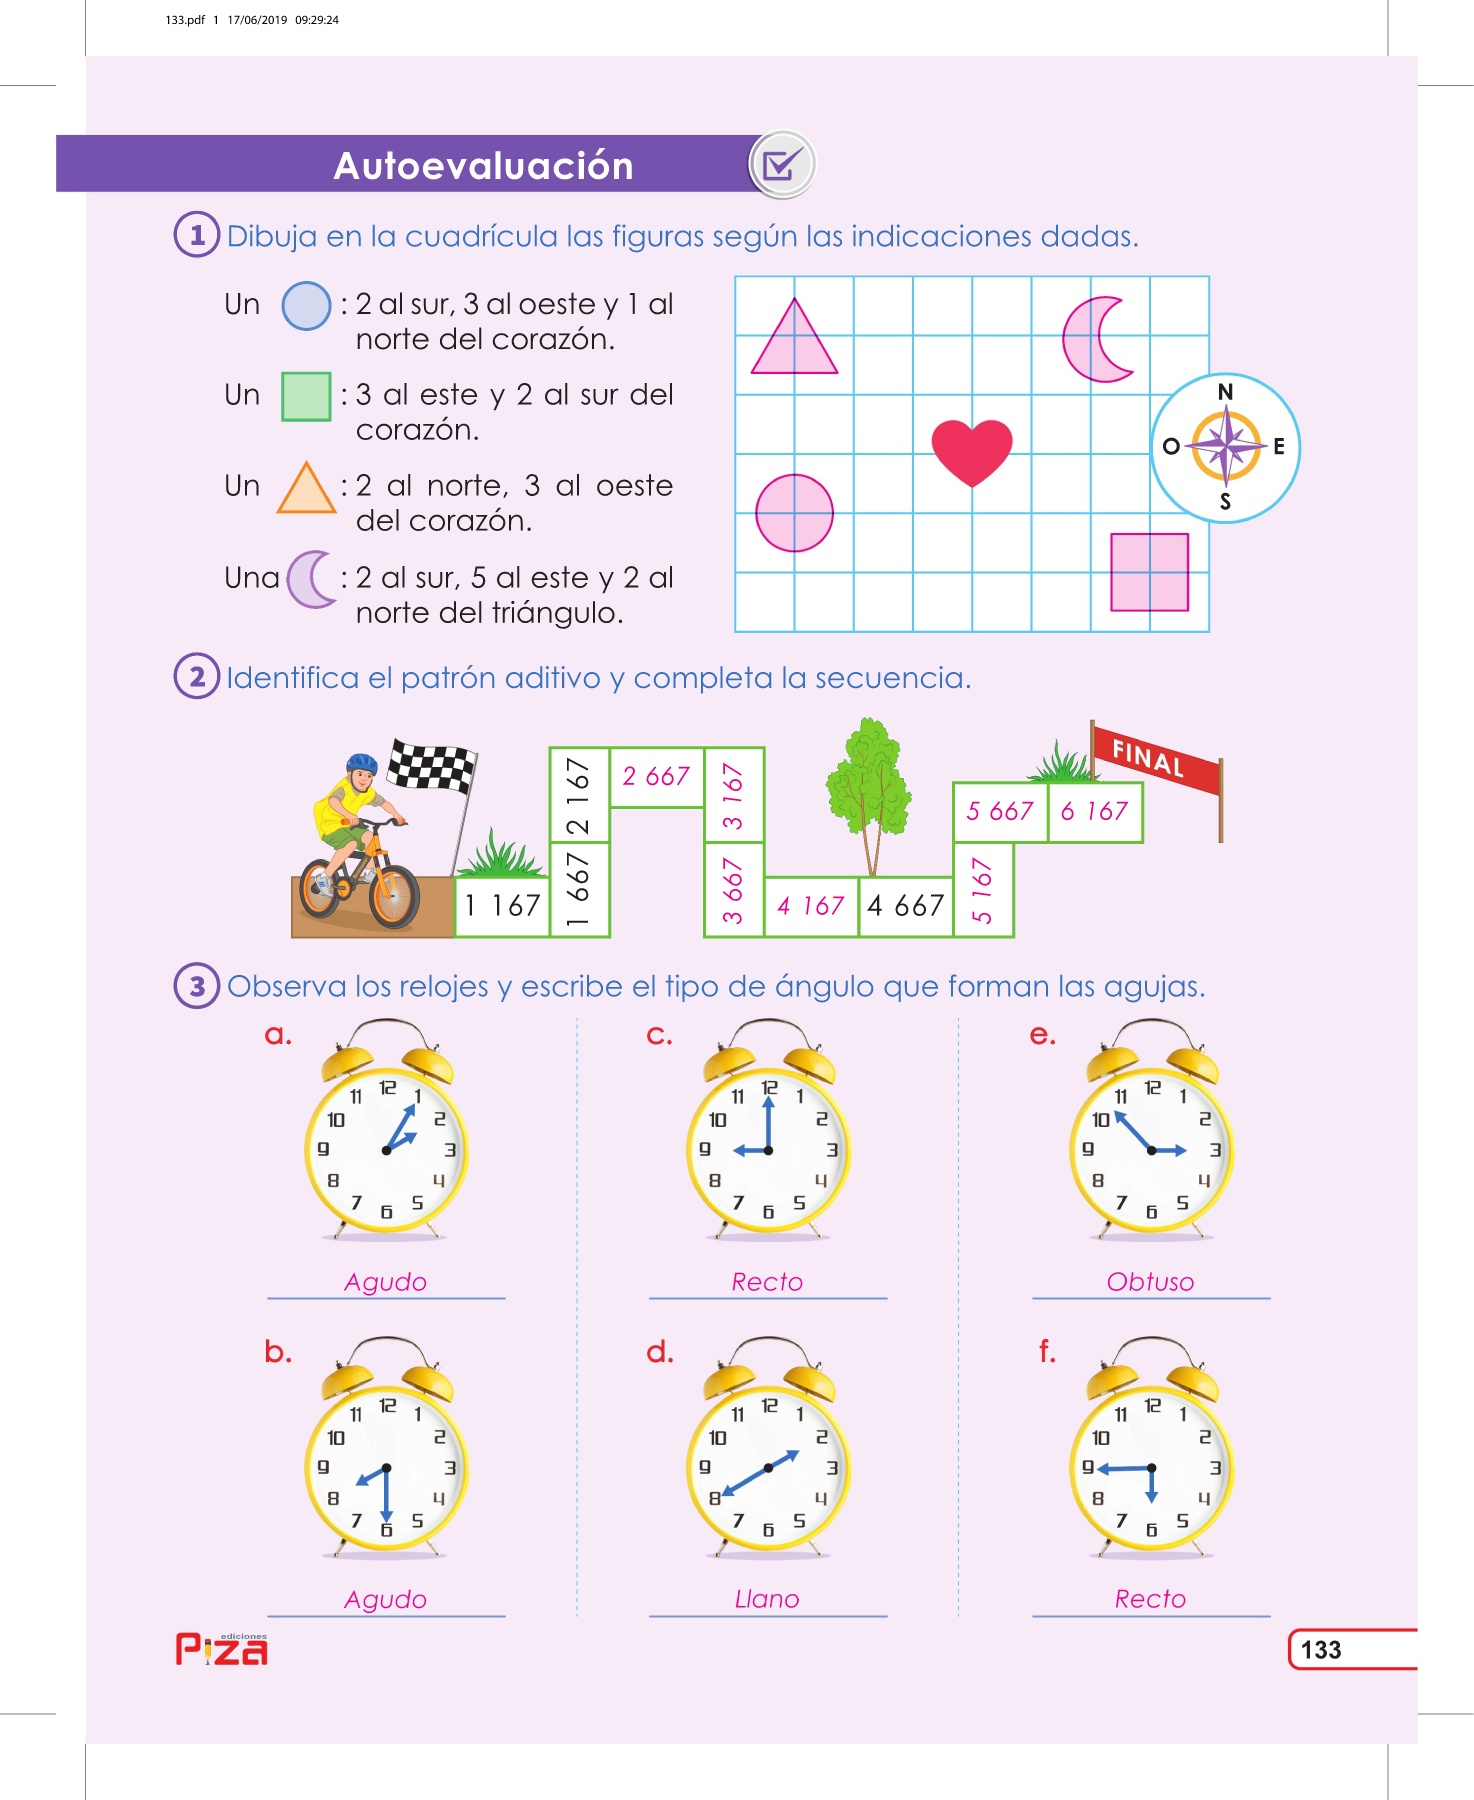 133.pdf 1 17/06/2019 09:29:24
Autoevaluación
1 Dibuja en la cuadrícula las figuras según las indicaciones dadas.
Un : 2 al sur, 3 al oeste y 1 al
norte del corazón.
Un : 3 al este y 2 al sur del
corazón.
Un : 2 al norte, 3 al oeste
del corazón.
Una : 2 al sur, 5 al este y 2 al
norte del triángulo.
N
O E
S
2 Identifica el patrón aditivo y completa la secuencia.
1 167
1 667
2 167
2 667
3 167
3 667
4 167
4 667
5 167
5 667
6 167
FINAL
3 Observa los relojes y escribe el tipo de ángulo que forman las agujas.
a.
12 1 2 3 4 5 6 7 8 9 10 11
Agudo
c.
12 1 2 3 4 5 6 7 8 9 10 11
Recto
e.
12 1 2 3 4 5 6 7 8 9 10 11
Obtuso
b.
12 1 2 3 4 5 6 7 8 9 10 11
Agudo
d.
12 1 2 3 4 5 6 7 8 9 10 11
Llano
f.
12 1 2 3 4 5 6 7 8 9 10 11
Recto
ediciones
Piza
133